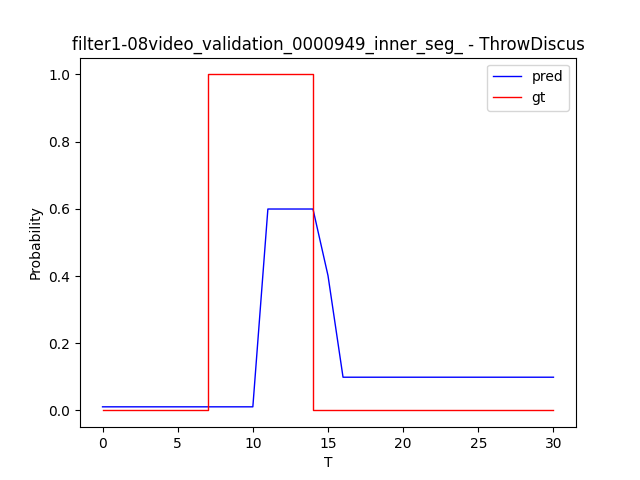 filter1-08video_validation_0000949_inner_seg_ - ThrowDiscus
pred
gt
Probability
1.0
0.8
0.6
0.4
0.2
0.0
0 5 10 15 20 25 30
T